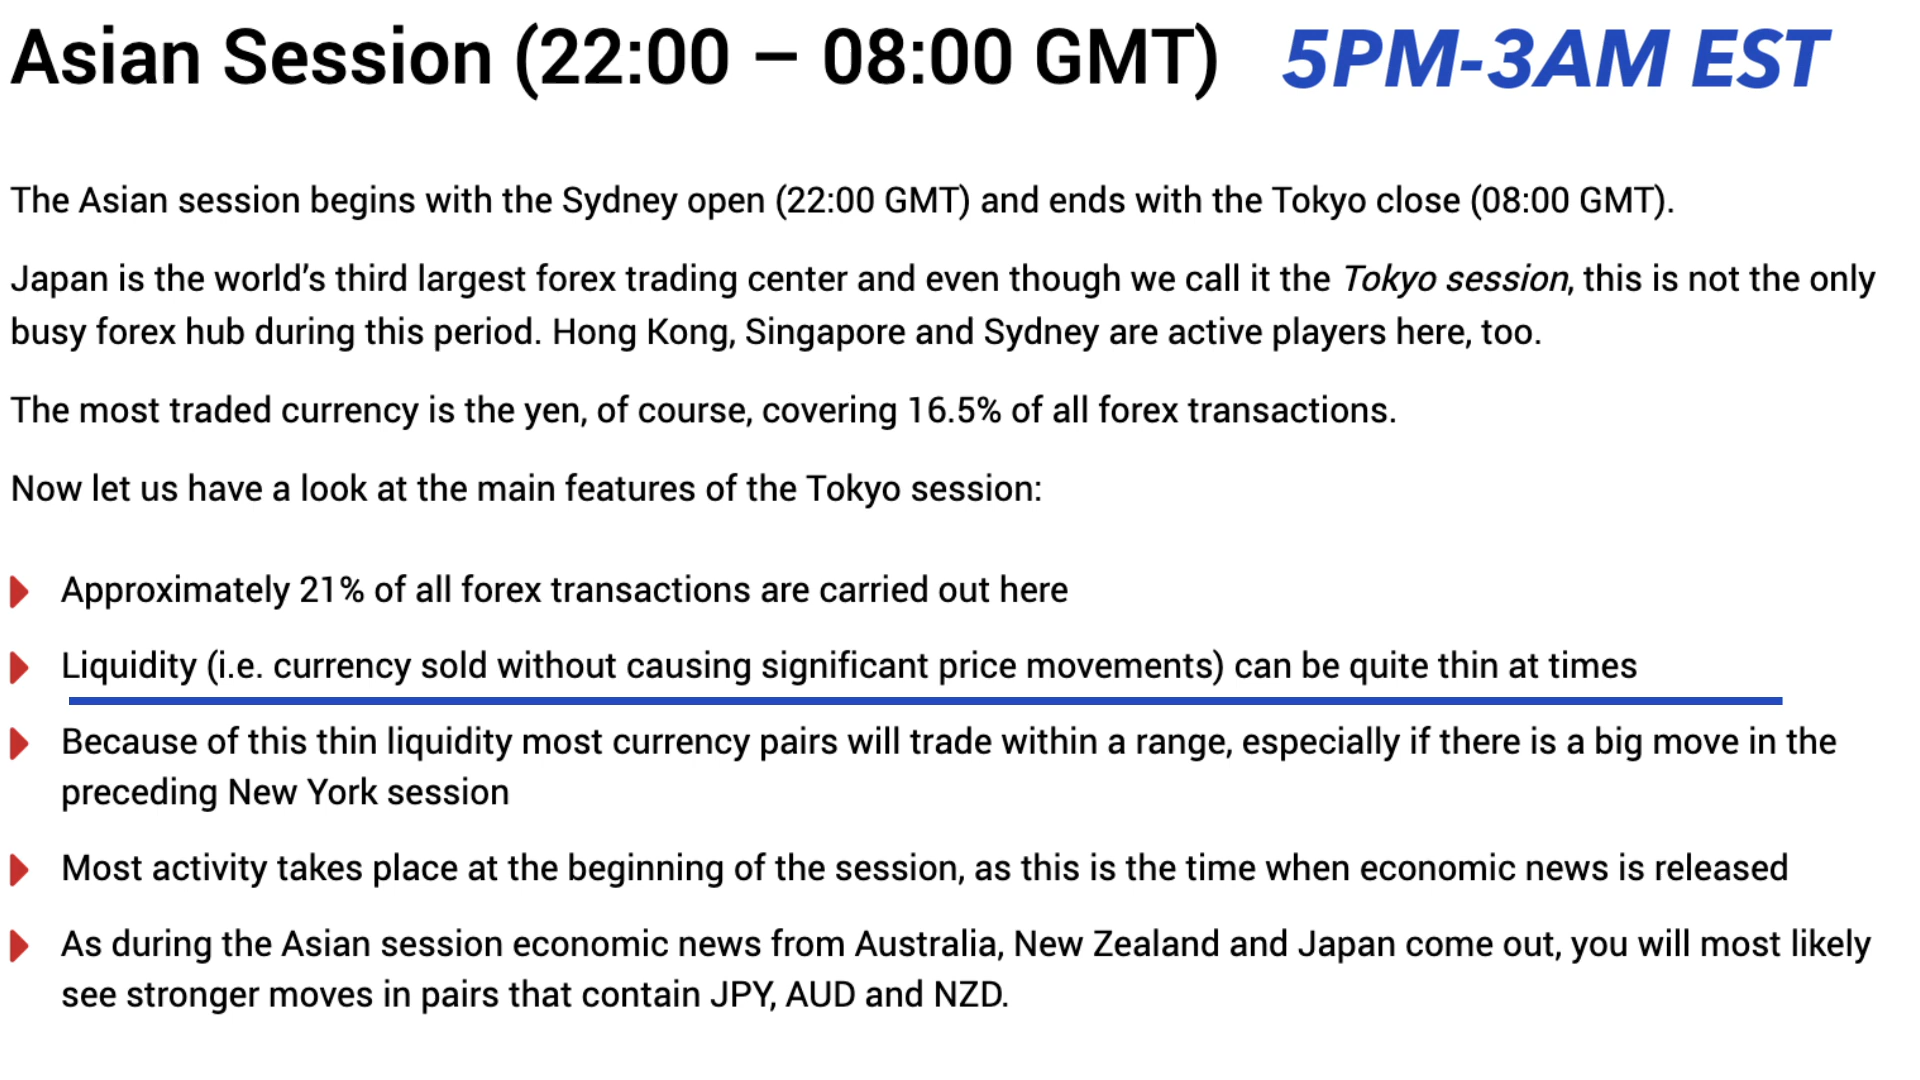 Asian Session (22:00 – 08:00 GMT) 5PM-3AM EST
The Asian session begins with the Sydney open (22:00 GMT) and ends with the Tokyo close (08:00 GMT).
Japan is the world’s third largest forex trading center and even though we call it the Tokyo session, this is not the only
busy forex hub during this period. Hong Kong, Singapore and Sydney are active players here, too.
The most traded currency is the yen, of course, covering 16.5% of all forex transactions.
Now let us have a look at the main features of the Tokyo session:
Approximately 21% of all forex transactions are carried out here
Liquidity (i.e. currency sold without causing significant price movements) can be quite thin at times
Because of this thin liquidity most currency pairs will trade within a range, especially if there is a big move in the
preceding New York session
Most activity takes place at the beginning of the session, as this is the time when economic news is released
As during the Asian session economic news from Australia, New Zealand and Japan come out, you will most likely
see stronger moves in pairs that contain JPY, AUD and NZD.